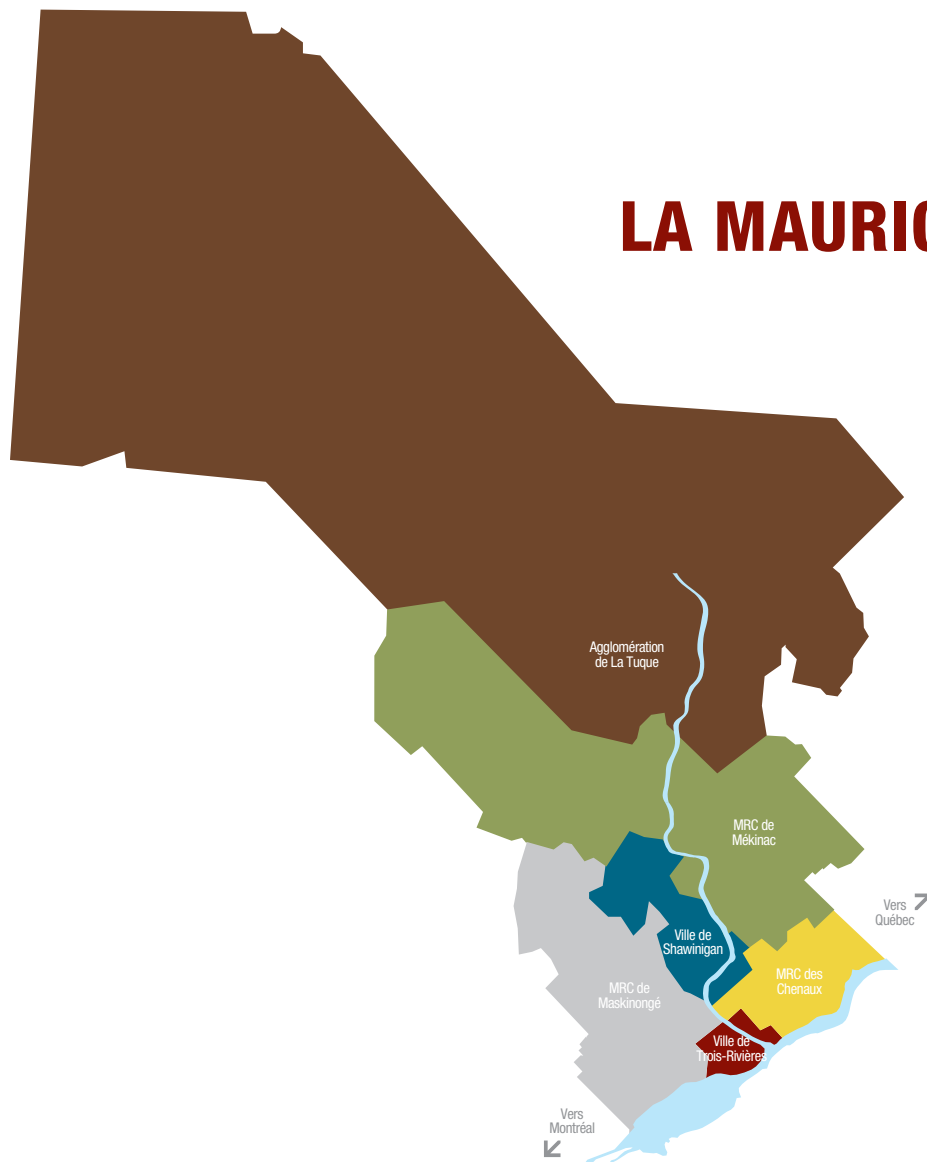 LA MAURIC
Agglomération
de La Tuque
MRC de
Mékinac
Vers
Québec
Ville de
Shawinigan
MRC des
Chenaux
MRC de
Maskinongé
Ville de
Trois-Rivières
Vers
Montréal